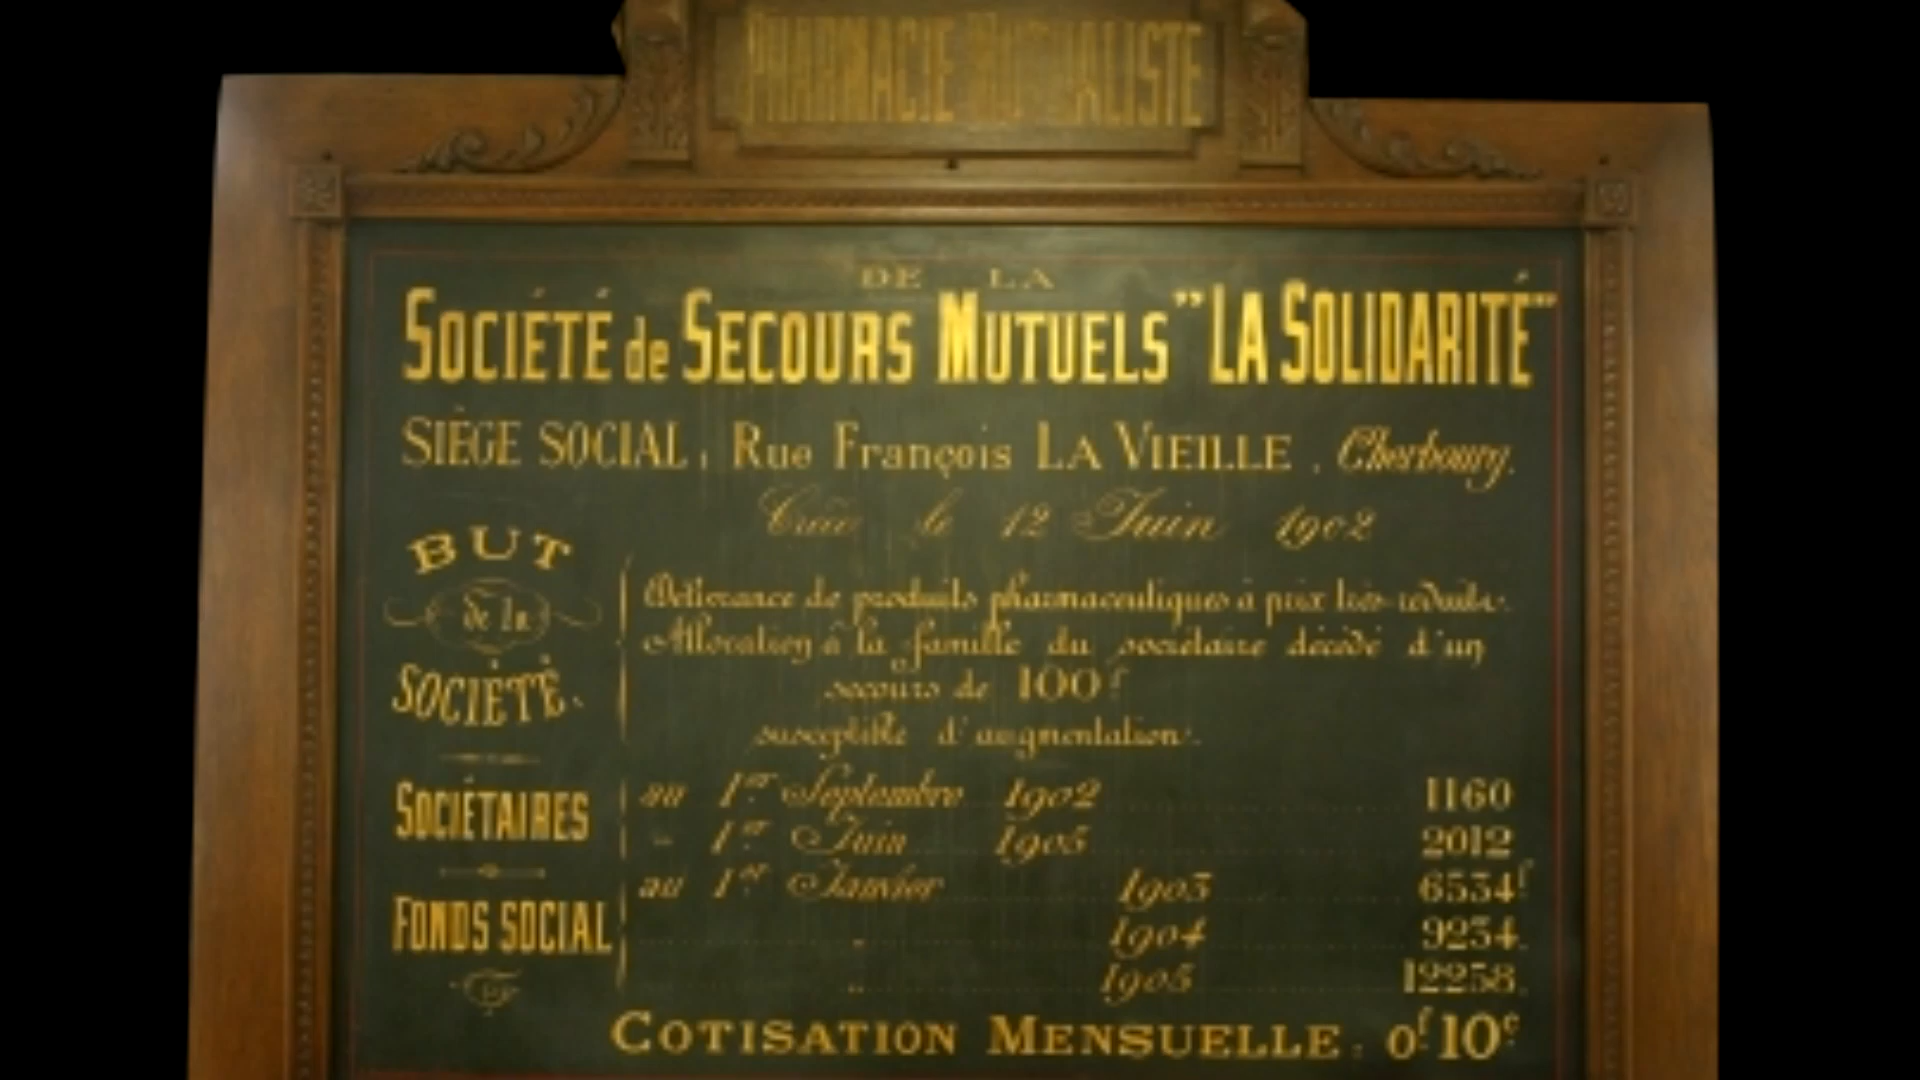 PHARMACIE MUTUALISTE
DE LA
SOCIÉTÉ de SECOURS MUTUELS "LA SOLIDARITÉ"
SIÈGE SOCIAL, Rue François LA VIEILLE, Cherbourg.
Créée le 12 Juin 1902
BUT de la SOCIÉTÉ.
Délivrance de produits pharmaceutiques à prix très réduits.
Allocation à la famille du sociétaire décédé d'un
secours de 100f
susceptible d'augmentation.
SOCIÉTAIRES au 1er Septembre 1902 1160
" 1er Juin 1905 2012
FONDS SOCIAL au 1er Janvier 1903 6534f
" 1904 9234.
" 1905 12258.
COTISATION MENSUELLE : 0f 10c